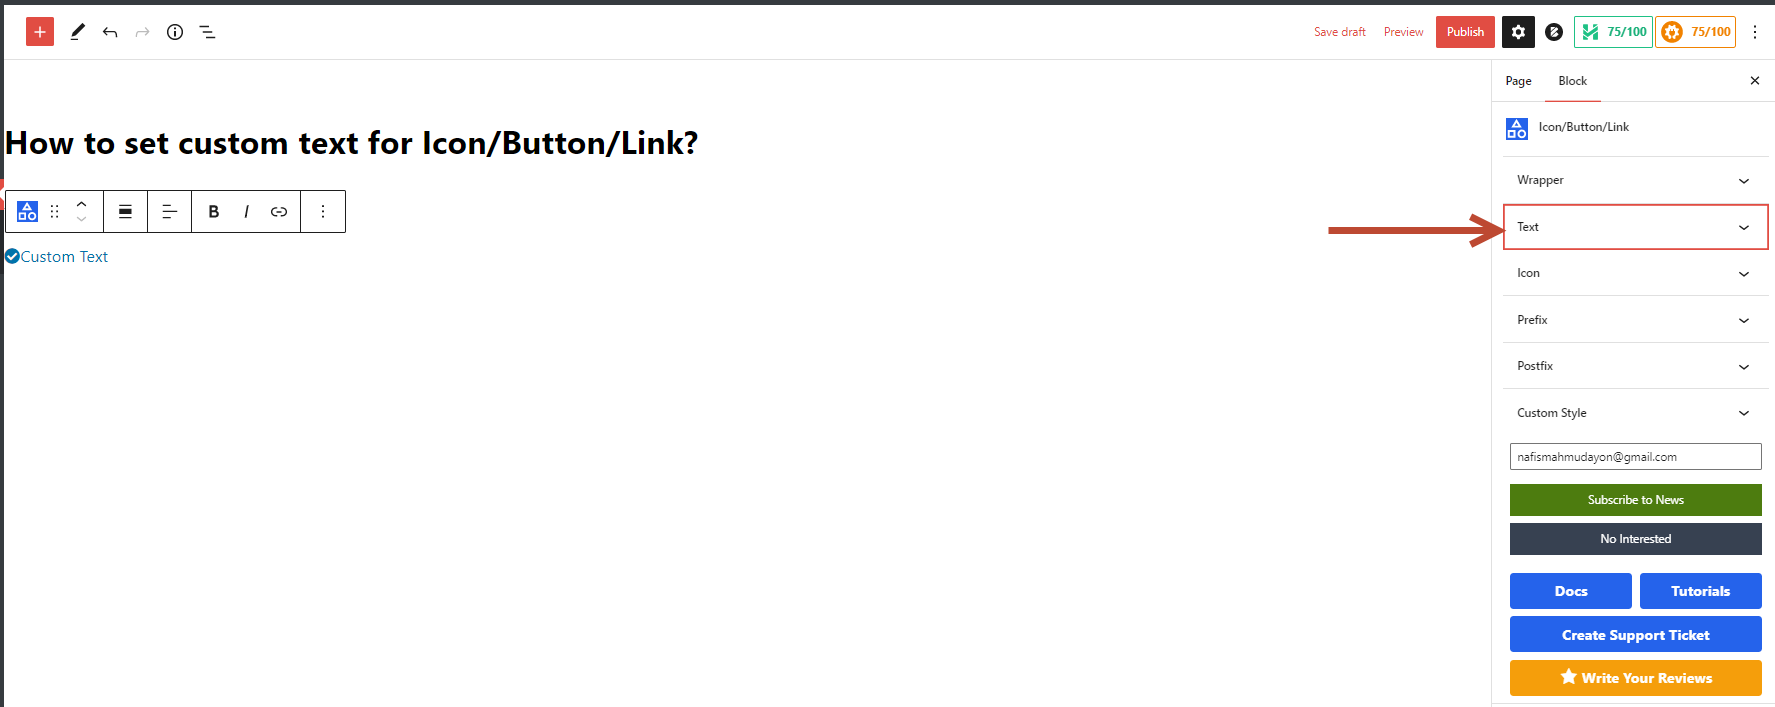 Save draft Preview Publish 75/100 75/100
Page Block
Icon/Button/Link
How to set custom text for Icon/Button/Link?
Wrapper
B I
Text
Custom Text
Icon
Prefix
Postfix
Custom Style
nafismahmudayon@gmail.com
Subscribe to News
No Interested
Docs Tutorials
Create Support Ticket
Write Your Reviews